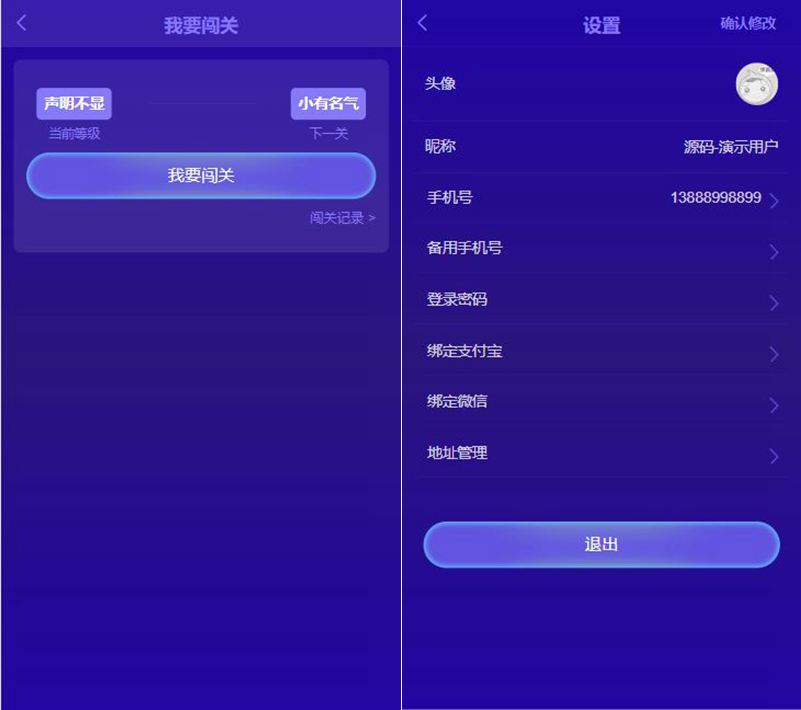 我要闯关
声明不显
小有名气
当前等级
下一关
我要闯关
闯关记录 >
设置
确认修改
头像
昵称
源码-演示用户
手机号
13888998899
备用手机号
登录密码
绑定支付宝
绑定微信
地址管理
退出